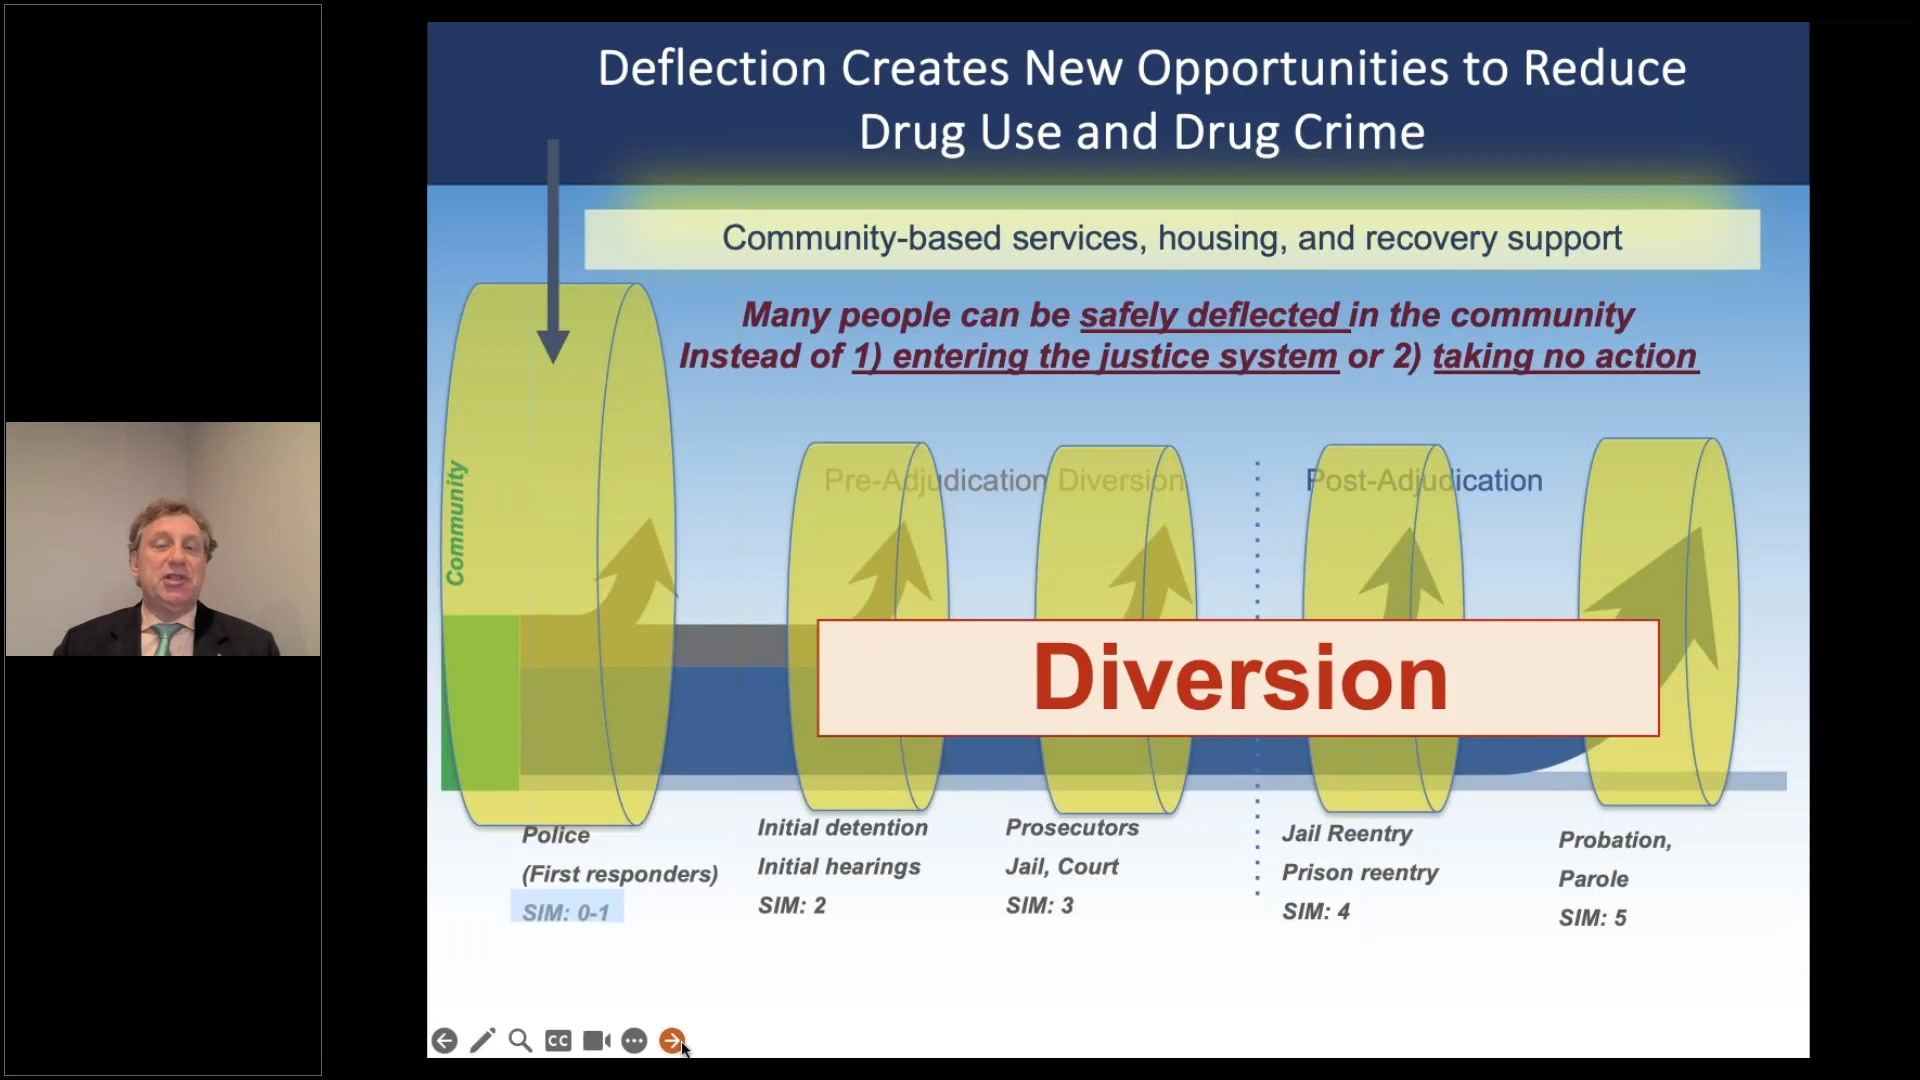 Deflection Creates New Opportunities to Reduce
Drug Use and Drug Crime
Community-based services, housing, and recovery support
Many people can be safely deflected in the community
Instead of 1) entering the justice system or 2) taking no action
Community
Pre-Adjudication Diversion
Post-Adjudication
Diversion
Police
(First responders)
SIM: 0-1
Initial detention
Initial hearings
SIM: 2
Prosecutors
Jail, Court
SIM: 3
Jail Reentry
Prison reentry
SIM: 4
Probation,
Parole
SIM: 5
CC